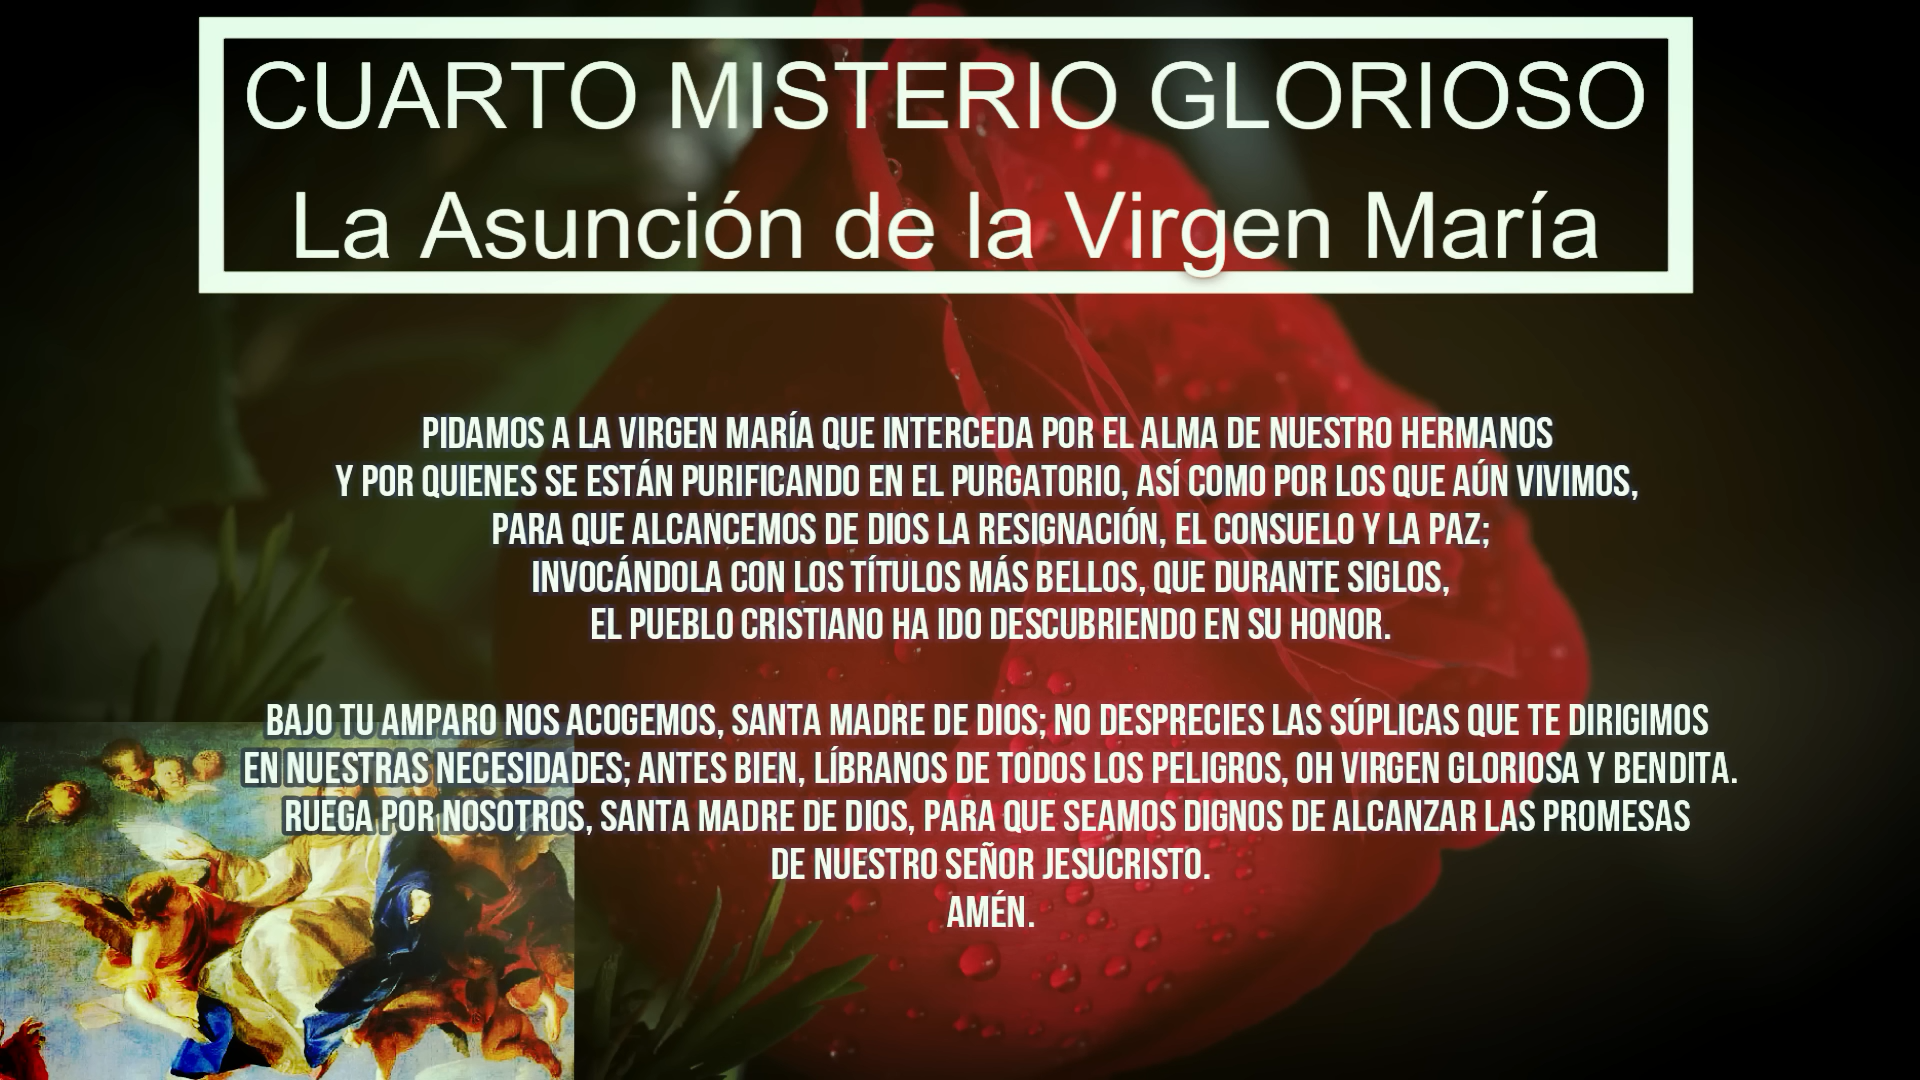 CUARTO MISTERIO GLORIOSO
La Asunción de la Virgen María
PIDAMOS A LA VIRGEN MARÍA QUE INTERCEDA POR EL ALMA DE NUESTRO HERMANOS
Y POR QUIENES SE ESTÁN PURIFICANDO EN EL PURGATORIO, ASÍ COMO POR LOS QUE AÚN VIVIMOS,
PARA QUE ALCANCEMOS DE DIOS LA RESIGNACIÓN, EL CONSUELO Y LA PAZ;
INVOCÁNDOLA CON LOS TÍTULOS MÁS BELLOS, QUE DURANTE SIGLOS,
EL PUEBLO CRISTIANO HA IDO DESCUBRIENDO EN SU HONOR.
BAJO TU AMPARO NOS ACOGEMOS, SANTA MADRE DE DIOS; NO DESPRECIES LAS SÚPLICAS QUE TE DIRIGIMOS
EN NUESTRAS NECESIDADES; ANTES BIEN, LÍBRANOS DE TODOS LOS PELIGROS, OH VIRGEN GLORIOSA Y BENDITA.
RUEGA POR NOSOTROS, SANTA MADRE DE DIOS, PARA QUE SEAMOS DIGNOS DE ALCANZAR LAS PROMESAS
DE NUESTRO SEÑOR JESUCRISTO.
AMÉN.